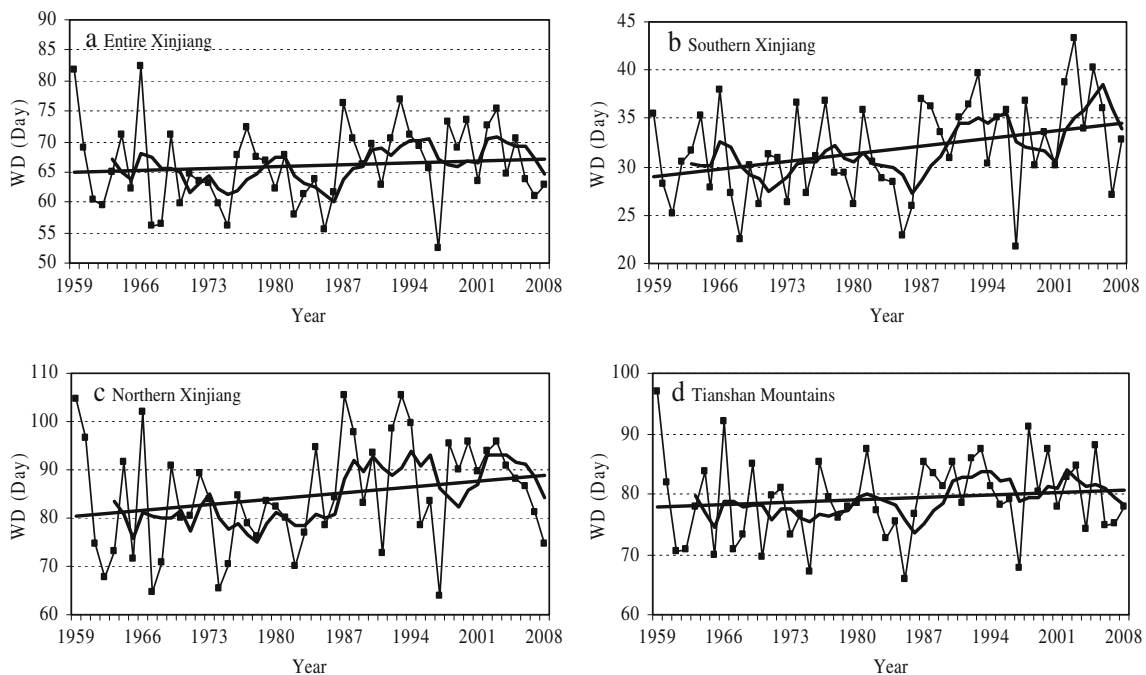 a Entire Xinjiang
WD (Day)
90
85
80
75
70
65
60
55
50
1959 1966 1973 1980 1987 1994 2001 2008
Year
b Southern Xinjiang
WD (Day)
45
40
35
30
25
20
1959 1966 1973 1980 1987 1994 2001 2008
Year
c Northern Xinjiang
WD (Day)
110
100
90
80
70
60
1959 1966 1973 1980 1987 1994 2001 2008
Year
d Tianshan Mountains
WD (Day)
100
90
80
70
60
1959 1966 1973 1980 1987 1994 2001 2008
Year